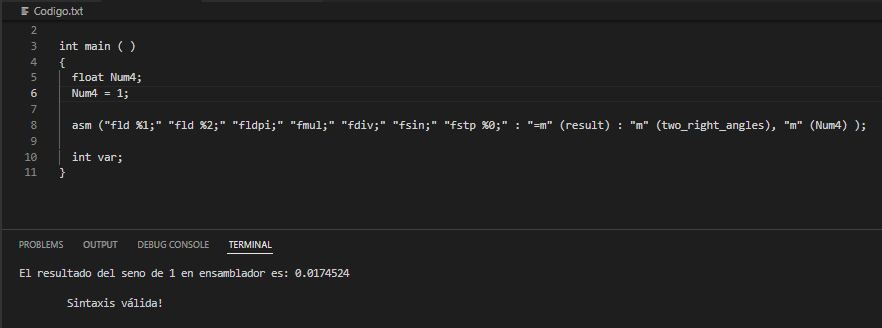 Codigo.txt
2
3 int main ( )
4 {
5 float Num4;
6 Num4 = 1;
7
8 asm ("fld %1;" "fld %2;" "fldpi;" "fmul;" "fdiv;" "fsin;" "fstp %0;" : "=m" (result) : "m" (two_right_angles), "m" (Num4) );
9
10 int var;
11 }
PROBLEMS OUTPUT DEBUG CONSOLE TERMINAL
El resultado del seno de 1 en ensamblador es: 0.0174524
Sintaxis válida!